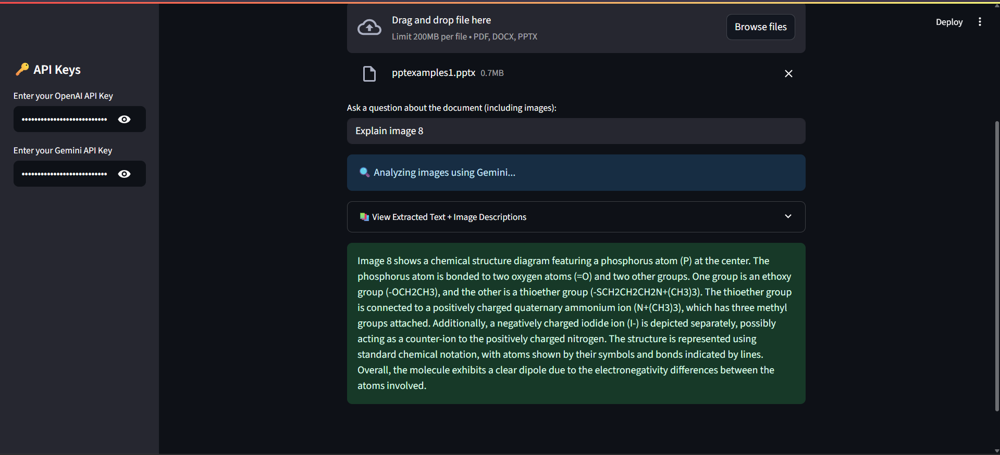 Deploy
🔑 API Keys
Enter your OpenAI API Key
••••••••••••••••••••••••••••
Enter your Gemini API Key
••••••••••••••••••••••••••••
Drag and drop file here
Limit 200MB per file • PDF, DOCX, PPTX
Browse files
pptexamples1.pptx 0.7MB
Ask a question about the document (including images):
Explain image 8
🔍 Analyzing images using Gemini...
📚 View Extracted Text + Image Descriptions
Image 8 shows a chemical structure diagram featuring a phosphorus atom (P) at the center. The
phosphorus atom is bonded to two oxygen atoms (=O) and two other groups. One group is an ethoxy
group (-OCH2CH3), and the other is a thioether group (-SCH2CH2CH2N+(CH3)3). The thioether group
is connected to a positively charged quaternary ammonium ion (N+(CH3)3), which has three methyl
groups attached. Additionally, a negatively charged iodide ion (I-) is depicted separately, possibly
acting as a counter-ion to the positively charged nitrogen. The structure is represented using
standard chemical notation, with atoms shown by their symbols and bonds indicated by lines.
Overall, the molecule exhibits a clear dipole due to the electronegativity differences between the
atoms involved.